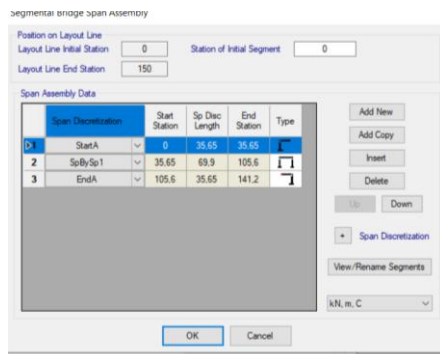 Segmental Bridge Span Assembly
Position on Layout Line
Layout Line Initial Station 0 Station of Initial Segment 0
Layout Line End Station 150
Span Assembly Data
Span Discretization Start Station Sp Disc Length End Station Type
1 StartA 0 35,65 35,65
2 SpBySp1 35,65 69,9 105,6
3 EndA 105,6 35,65 141,2
Add New
Add Copy
Insert
Delete
Up Down
+ Span Discretization
View/Rename Segments
kN, m, C
OK Cancel